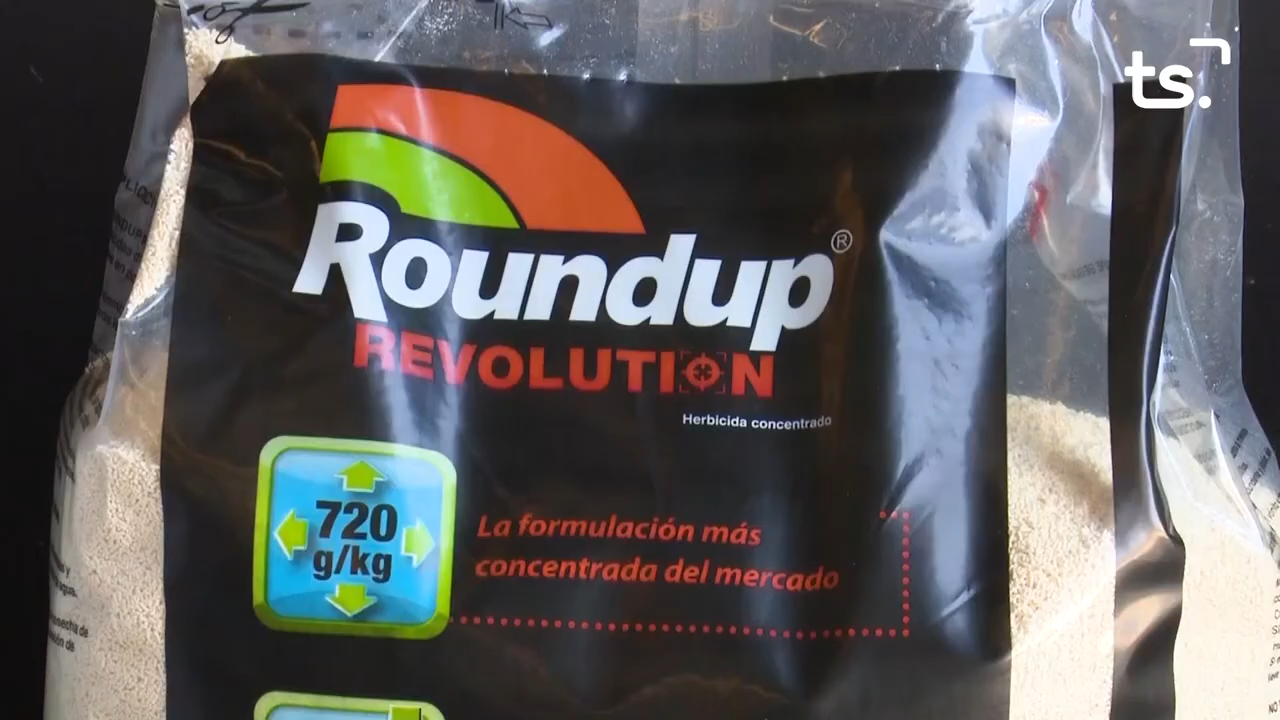 ts.
Roundup®
REVOLUTION
Herbicida concentrado
720
g/kg
La formulación más
concentrada del mercado